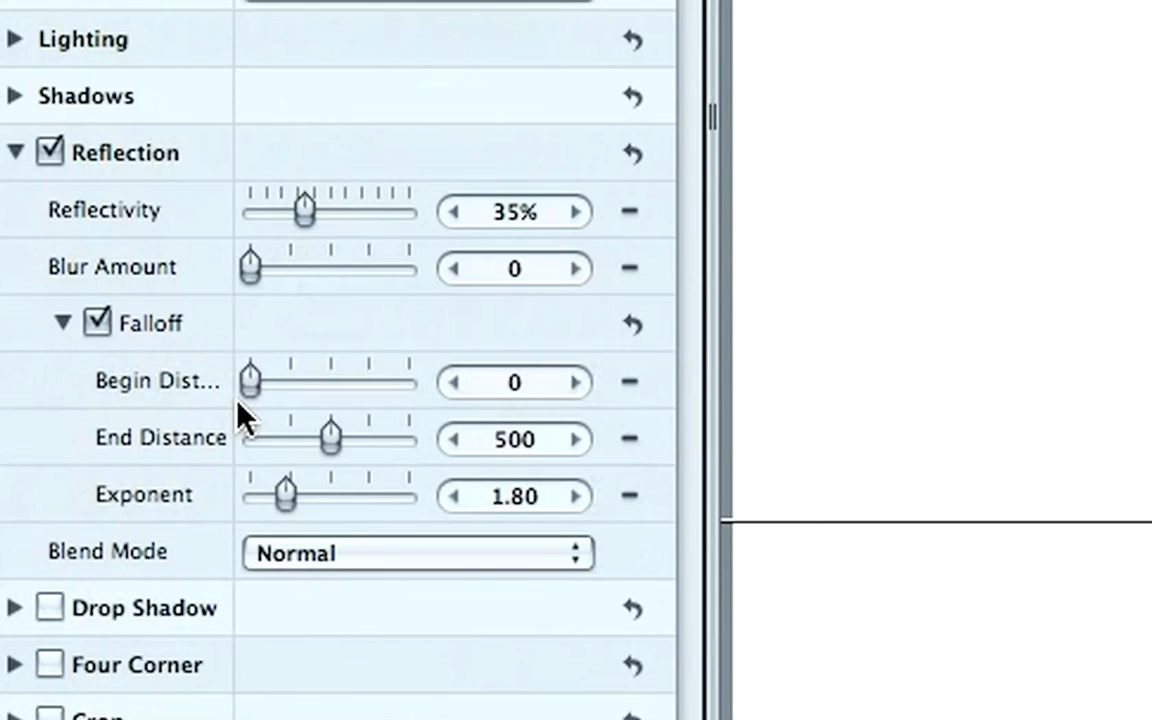 Lighting
Shadows
Reflection
Reflectivity 35%
Blur Amount 0
Falloff
Begin Dist... 0
End Distance 500
Exponent 1.80
Blend Mode Normal
Drop Shadow
Four Corner
Crop